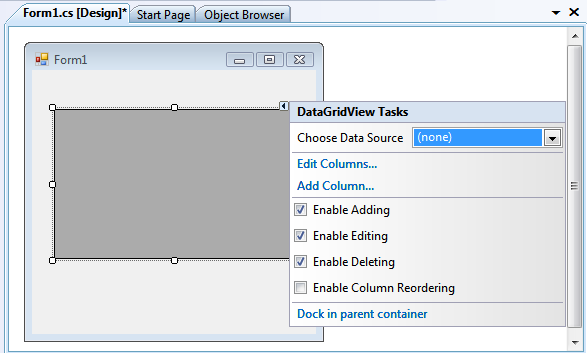 Form1.cs [Design]* Start Page Object Browser
Form1
DataGridView Tasks
Choose Data Source (none)
Edit Columns...
Add Column...
Enable Adding
Enable Editing
Enable Deleting
Enable Column Reordering
Dock in parent container